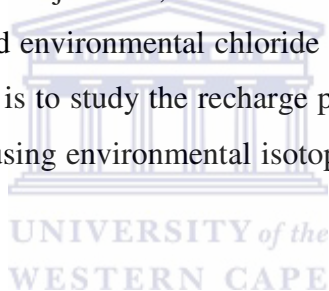 d environmental chloride
is to study the recharge p
using environmental isotop
UNIVERSITY of the
WESTERN CAPE